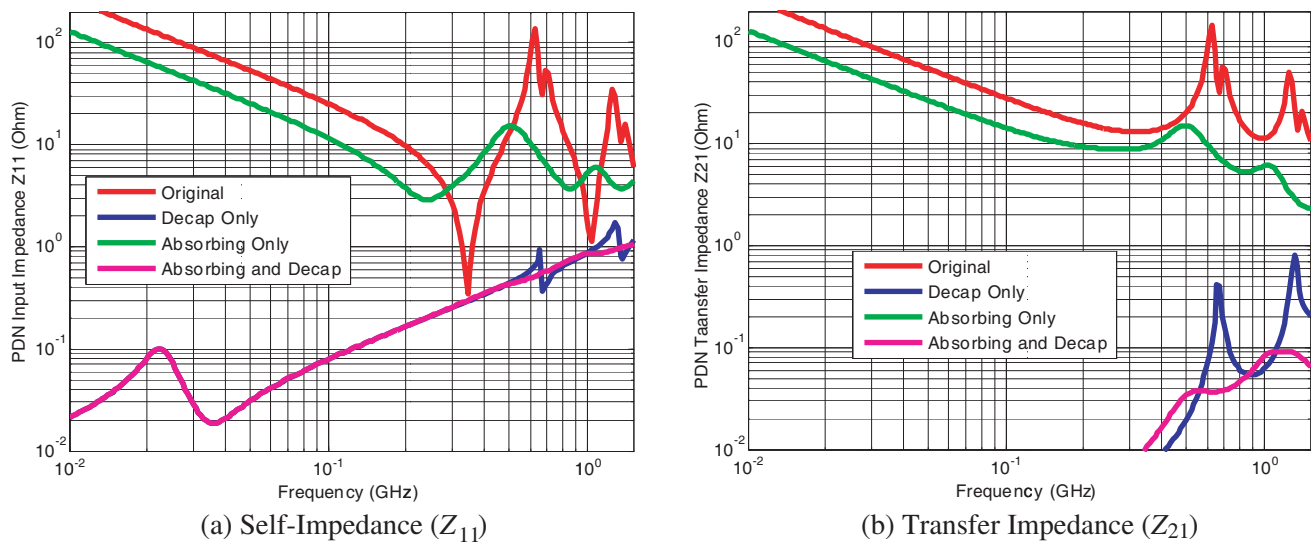 10^2
10^1
10^0
10^-1
10^-2
PDN Input Impedance Z11 (Ohm)
Original
Decap Only
Absorbing Only
Absorbing and Decap
10^-2
10^-1
10^0
Frequency (GHz)
(a) Self-Impedance (Z11)
10^2
10^1
10^0
10^-1
10^-2
PDN Taansfer Impedance Z21 (Ohm)
Original
Decap Only
Absorbing Only
Absorbing and Decap
10^-2
10^-1
10^0
Frequency (GHz)
(b) Transfer Impedance (Z21)